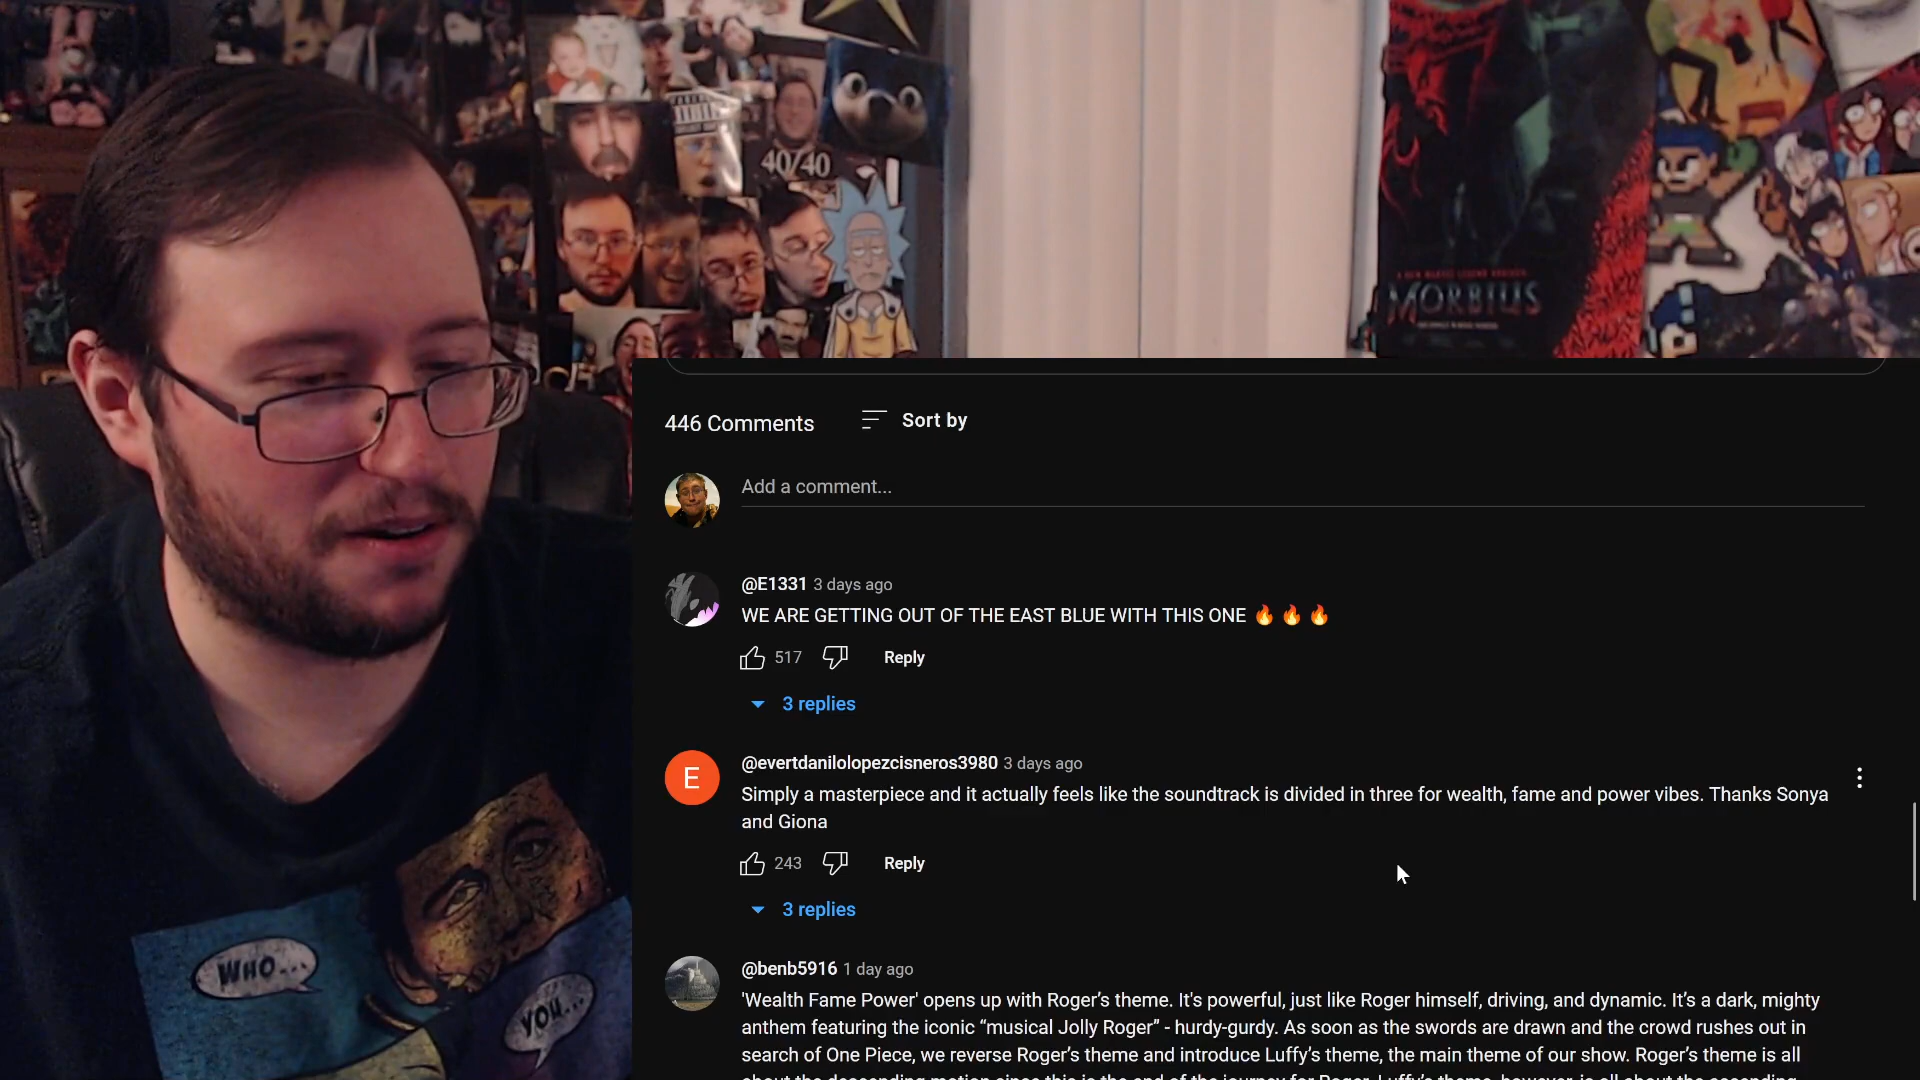 40/40
MORBIUS
446 Comments
Sort by
Add a comment...
@E1331 3 days ago
WE ARE GETTING OUT OF THE EAST BLUE WITH THIS ONE 🔥🔥🔥
517
Reply
3 replies
E
@evertdanilolopezcisneros3980 3 days ago
Simply a masterpiece and it actually feels like the soundtrack is divided in three for wealth, fame and power vibes. Thanks Sonya
and Giona
243
Reply
3 replies
@benb5916 1 day ago
'Wealth Fame Power' opens up with Roger’s theme. It's powerful, just like Roger himself, driving, and dynamic. It’s a dark, mighty
anthem featuring the iconic “musical Jolly Roger” - hurdy-gurdy. As soon as the swords are drawn and the crowd rushes out in
search of One Piece, we reverse Roger’s theme and introduce Luffy’s theme, the main theme of our show. Roger’s theme is all
WHO...
YOU...